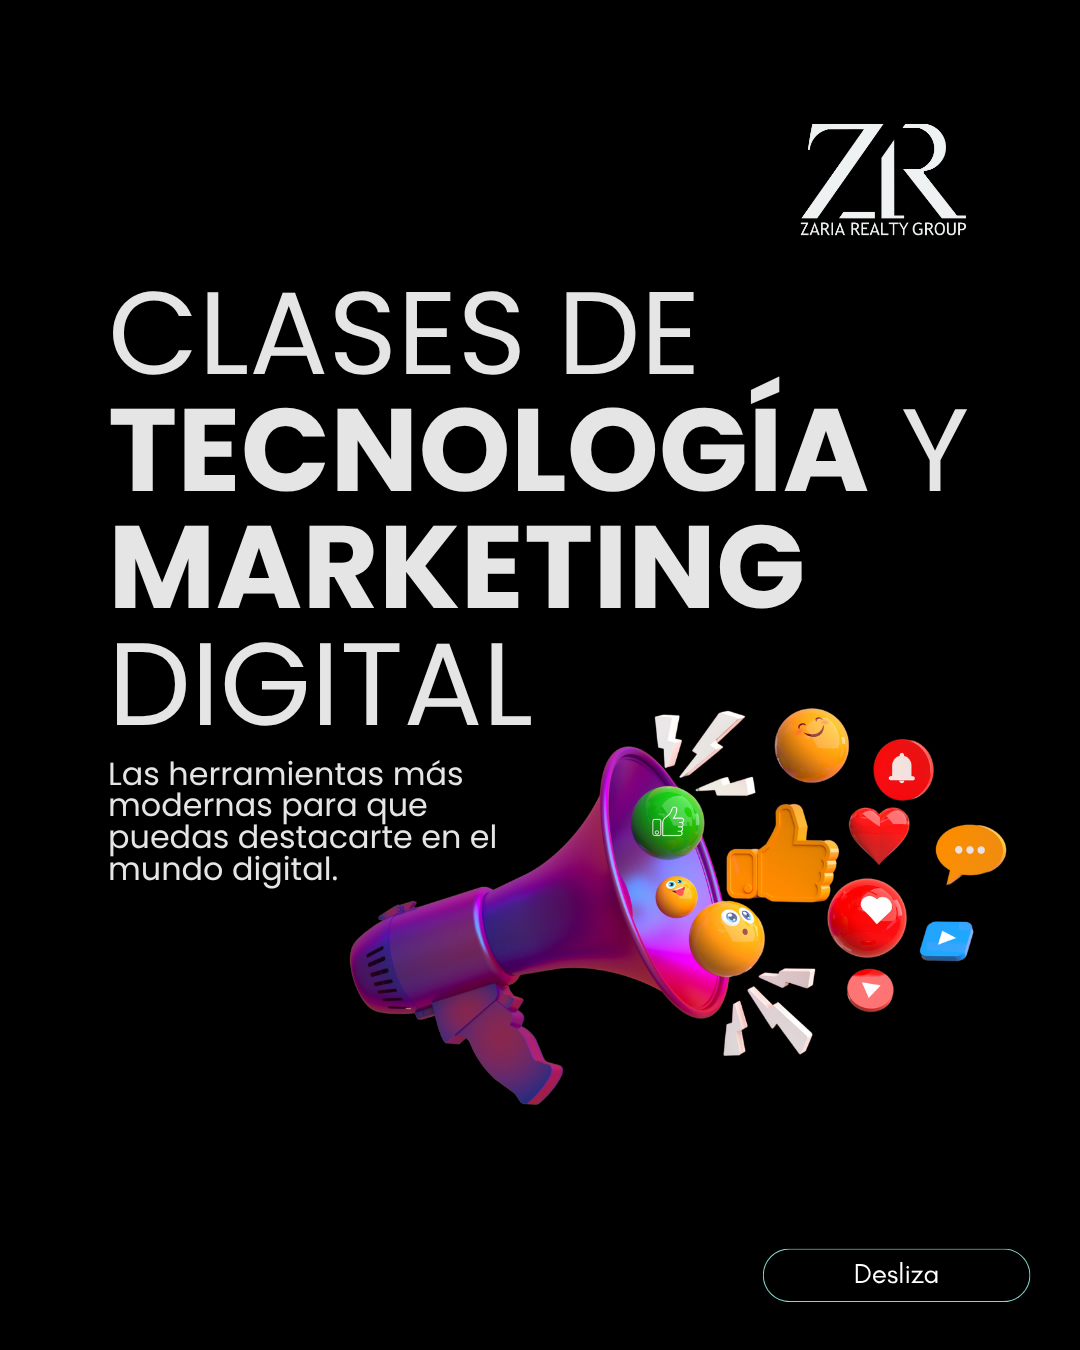 ZR
ZARIA REALTY GROUP
CLASES DE
TECNOLOGÍA Y
MARKETING
DIGITAL
Las herramientas más
modernas para que
puedas destacarte en el
mundo digital.
Desliza